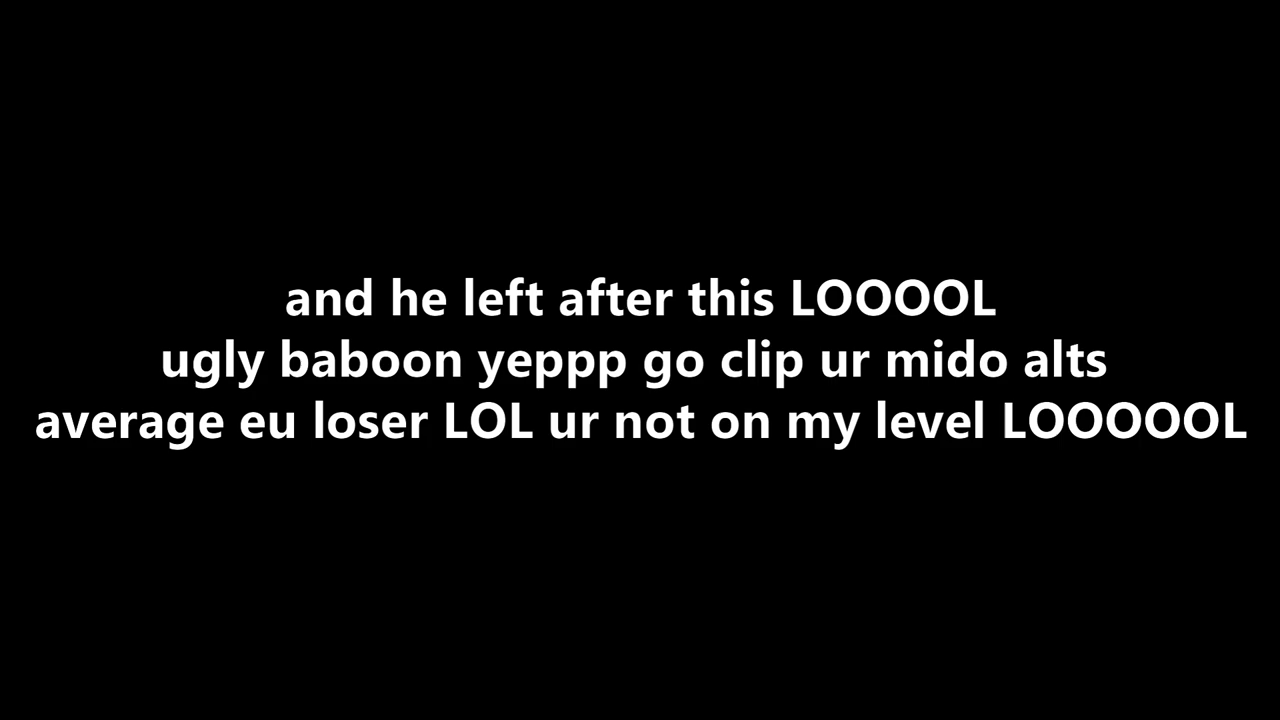 and he left after this LOOOOL
ugly baboon yeppp go clip ur mido alts
average eu loser LOL ur not on my level LOOOOOL